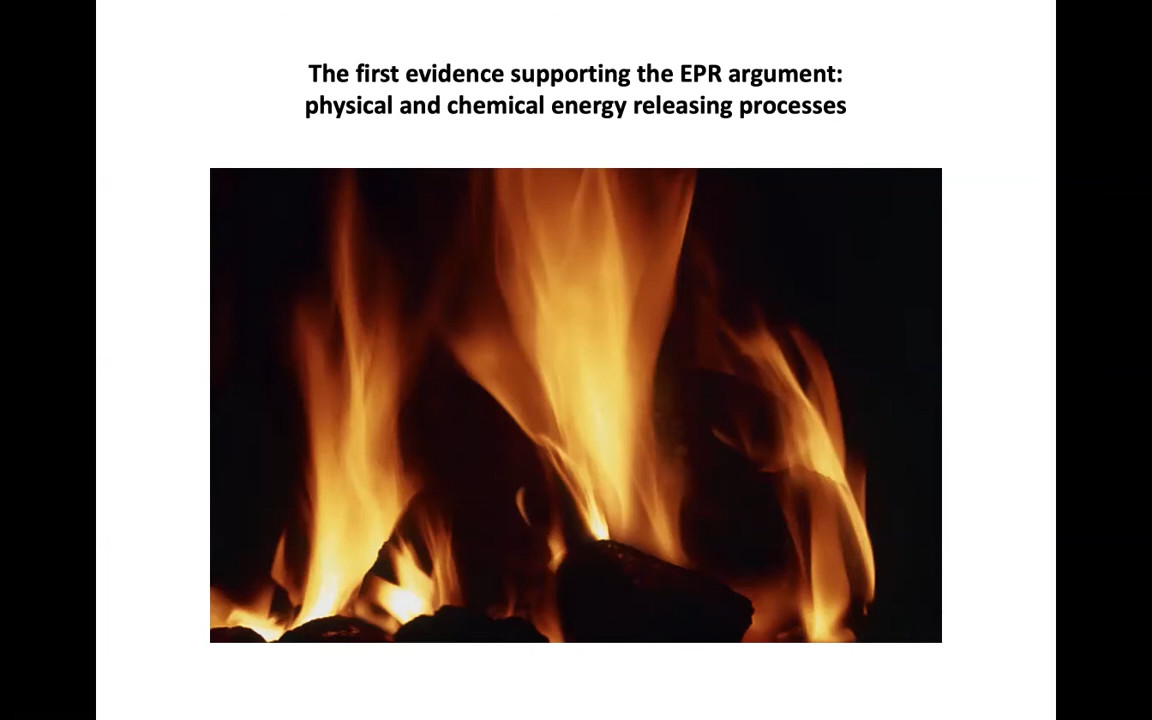 The first evidence supporting the EPR argument:
physical and chemical energy releasing processes